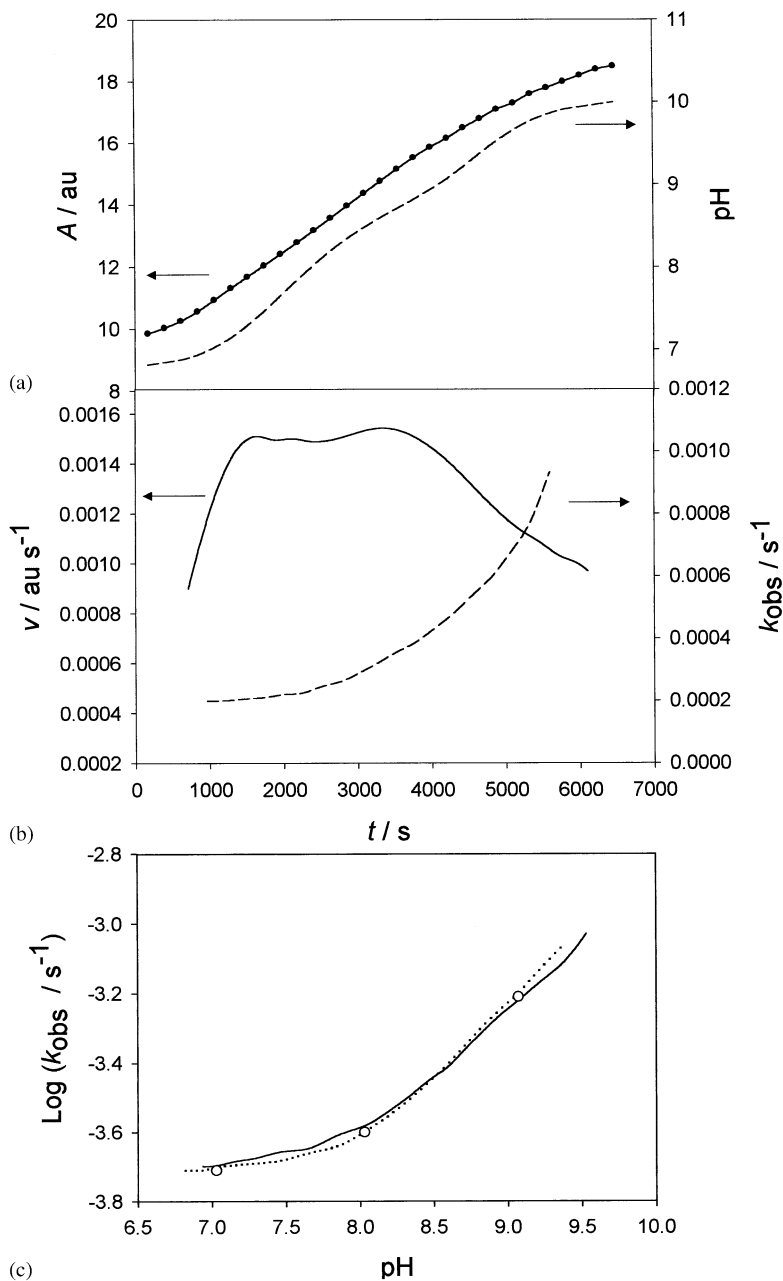 20
18
16
14
12
10
8
A / au
11
10
9
8
7
pH
(a)
0.0016
0.0014
0.0012
0.0010
0.0008
0.0006
0.0004
0.0002
v / au s-1
0.0012
0.0010
0.0008
0.0006
0.0004
0.0002
0.0000
kobs / s-1
0 1000 2000 3000 4000 5000 6000 7000
t / s
(b)
-2.8
-3.0
-3.2
-3.4
-3.6
-3.8
Log (kobs / s-1)
6.5 7.0 7.5 8.0 8.5 9.0 9.5 10.0
pH
(c)